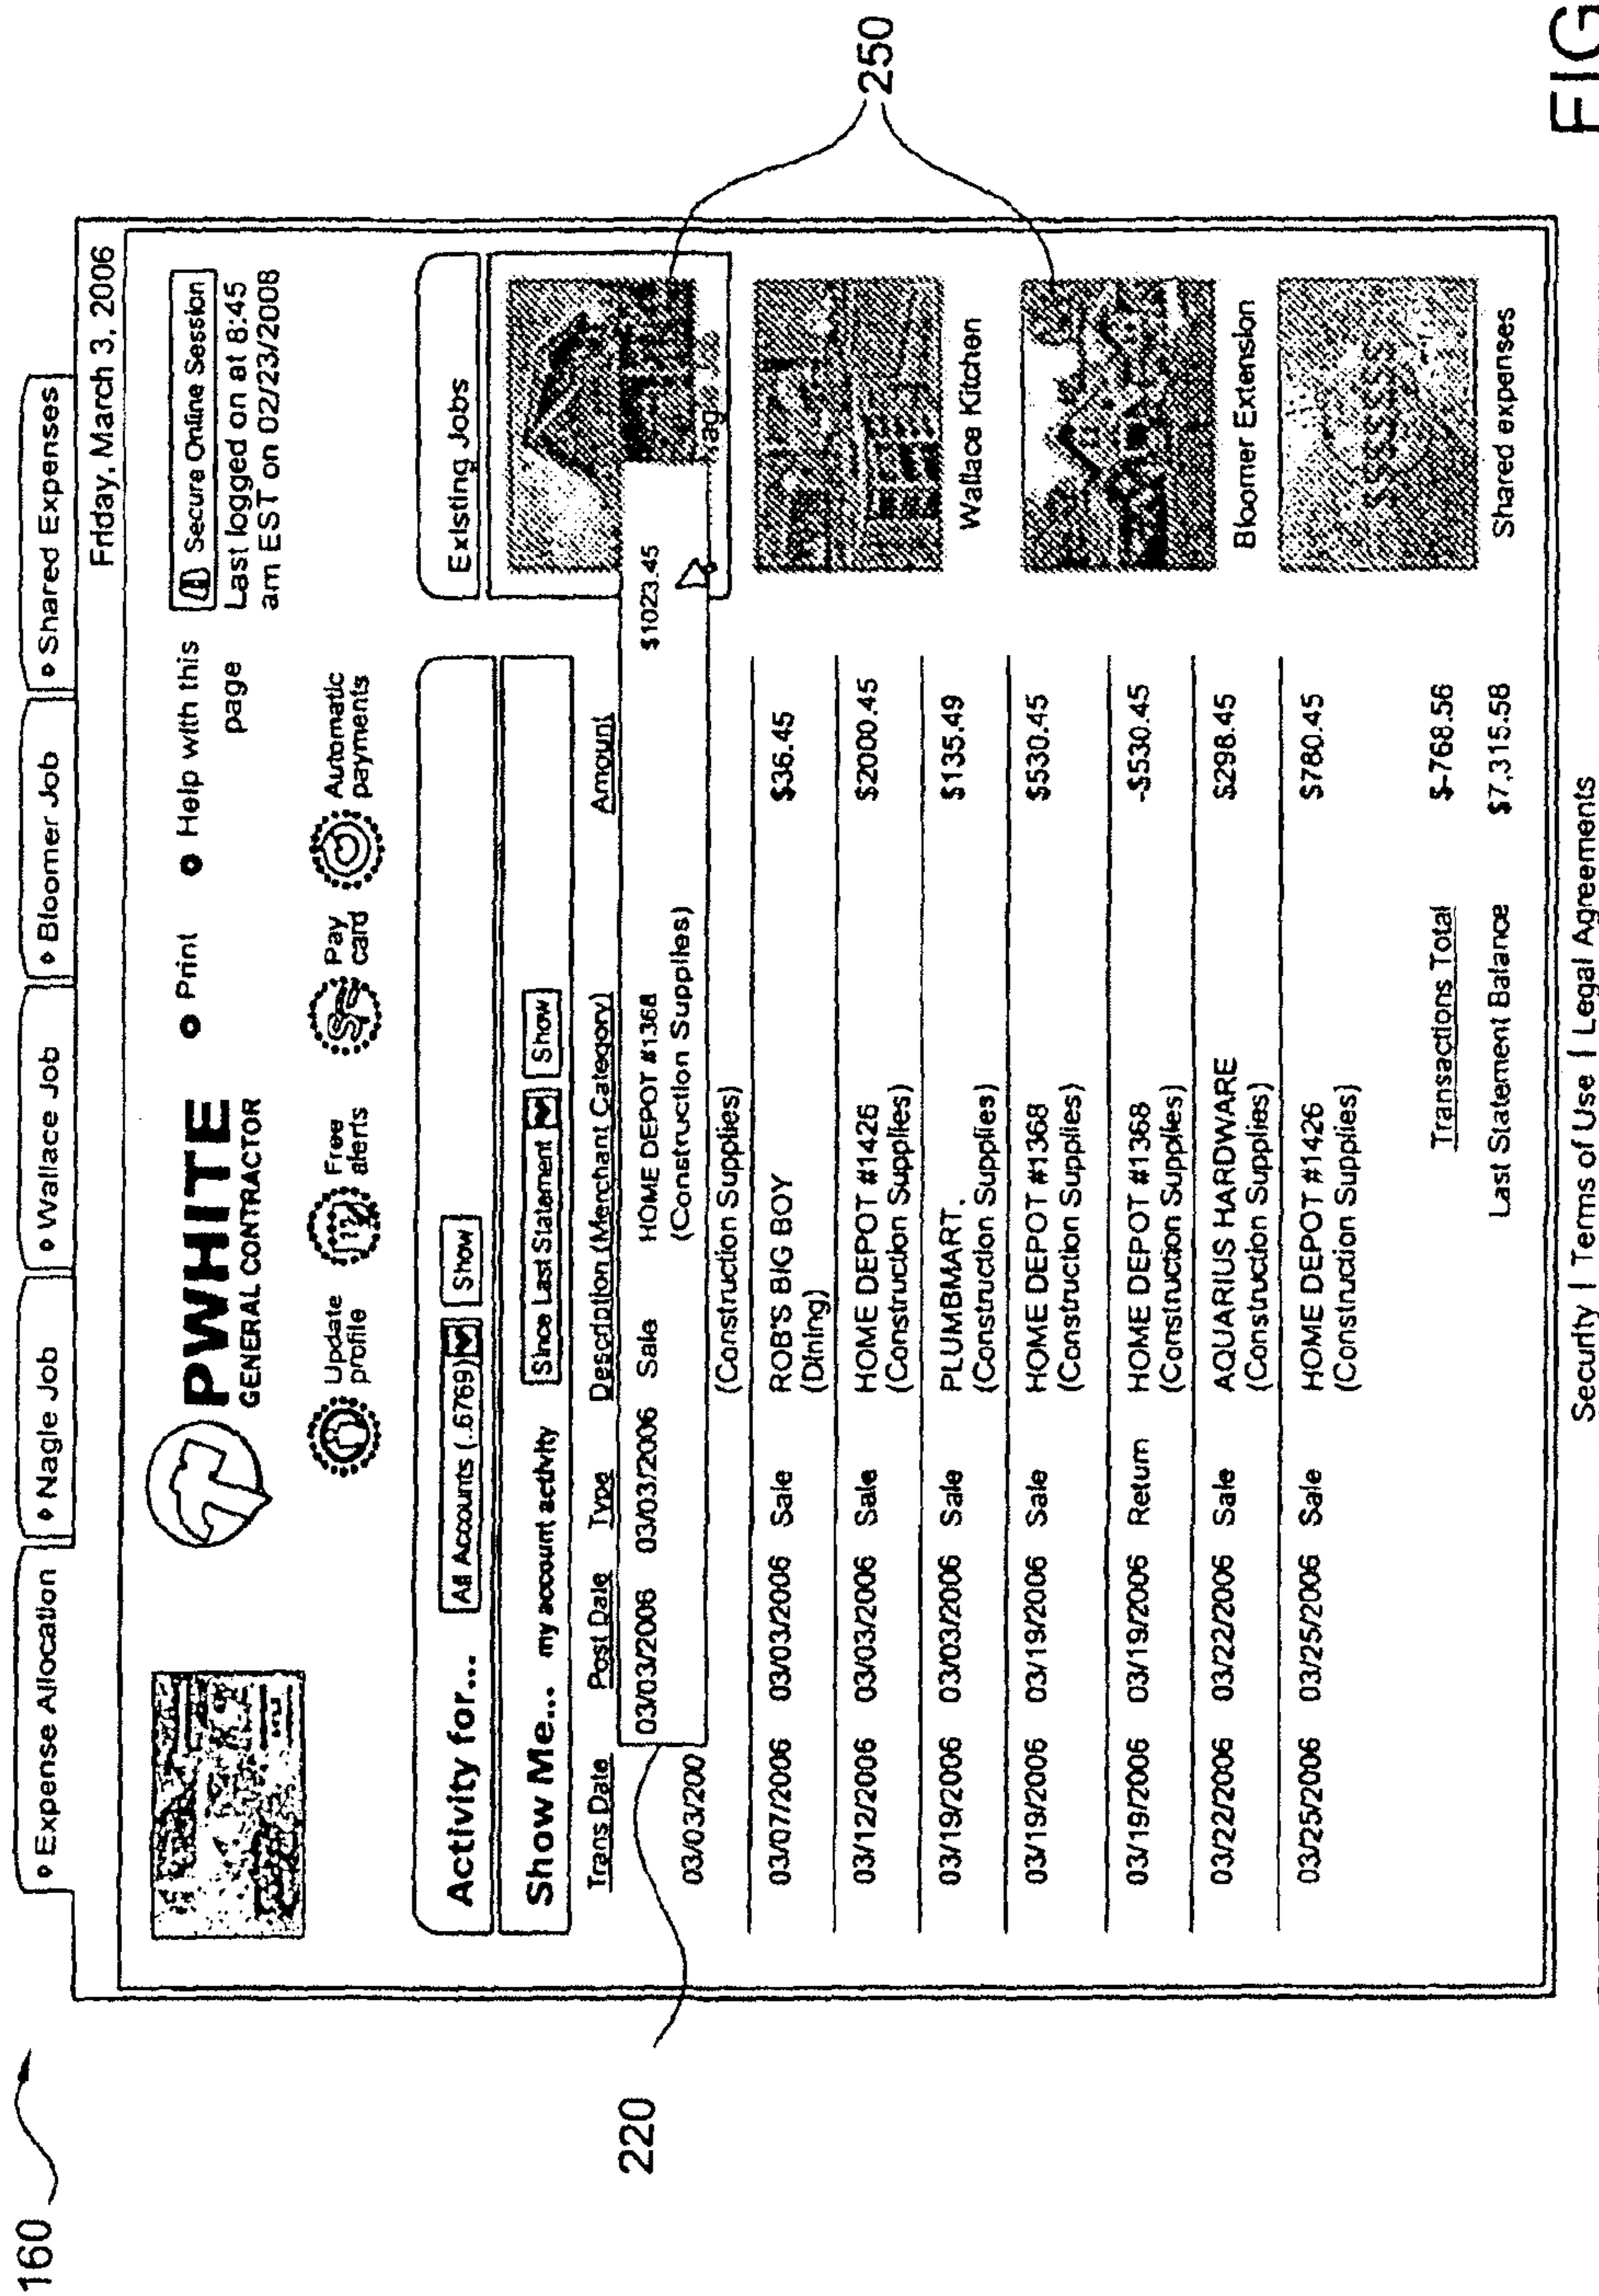 160
Expense Allocation
Nagle Job
Wallace Job
Bloomer Job
Shared Expenses
Friday, March 3, 2006
PWHITE
GENERAL CONTRACTOR
Print
Help with this
page
Secure Online Session
Last logged on at 8:45
am EST on 02/23/2008
Update
profile
Free
alerts
Pay
card
Automatic
payments
Activity for... All Accounts (..6769) Show
Show Me... my account activity Since Last Statement Show
Existing Jobs
Trans Date Post Date Type Description (Merchant Category) Amount
220
03/03/2006 03/03/2006 Sale HOME DEPOT #1368 $1023.45
(Construction Supplies)
03/03/200
(Construction Supplies)
03/07/2006 03/03/2006 Sale ROB'S BIG BOY $36.45
(Dining)
03/12/2006 03/03/2006 Sale HOME DEPOT #1426 $2000.45
(Construction Supplies)
03/19/2006 03/03/2006 Sale PLUMBMART. $135.49
(Construction Supplies)
03/19/2006 03/19/2006 Sale HOME DEPOT #1368 $530.45
(Construction Supplies)
03/19/2006 03/19/2006 Return HOME DEPOT #1368 -$530.45
(Construction Supplies)
03/22/2006 03/22/2006 Sale AQUARIUS HARDWARE $298.45
(Construction Supplies)
03/25/2006 03/25/2006 Sale HOME DEPOT #1426 $780.45
(Construction Supplies)
Transactions Total $-768.56
Last Statement Balance $7,315.58
Wallace Kitchen
Bloomer Extension
Shared expenses
250
Security | Terms of Use | Legal Agreements
FIG